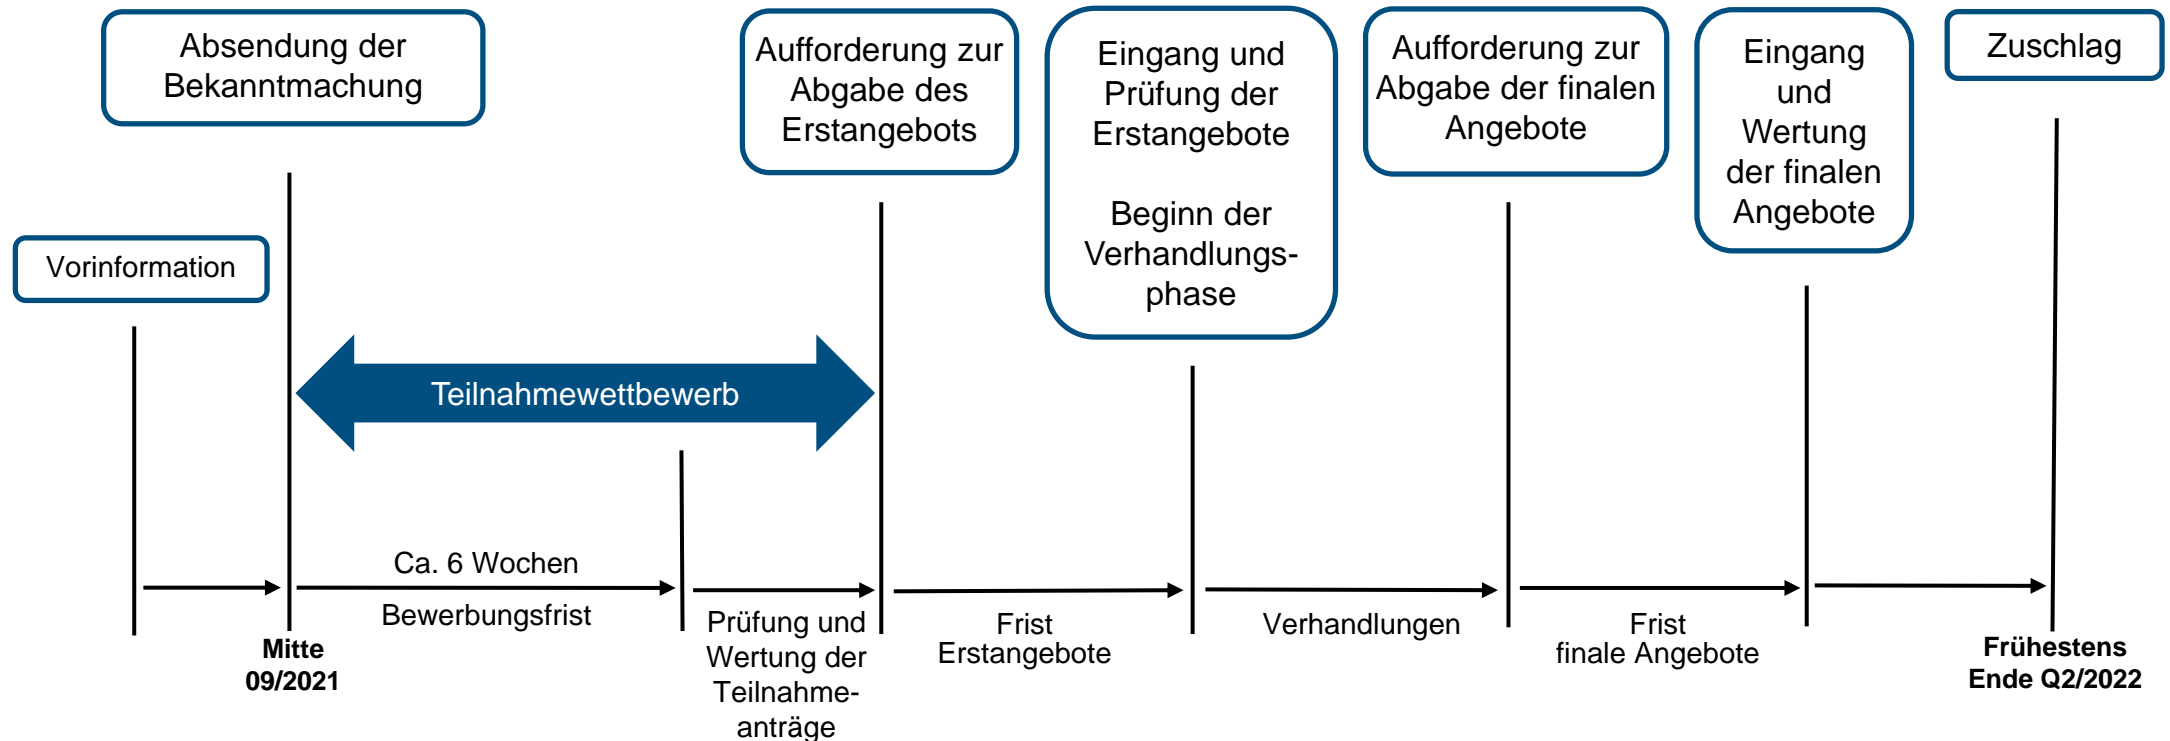 Absendung der
Bekanntmachung
Aufforderung zur
Abgabe des
Erstangebots
Eingang und
Prüfung der
Erstangebote
Beginn der
Verhandlungs-
phase
Aufforderung zur
Abgabe der finalen
Angebote
Eingang
und
Wertung
der finalen
Angebote
Zuschlag
Vorinformation
Teilnahmewettbewerb
Ca. 6 Wochen
Bewerbungsfrist
Mitte
09/2021
Prüfung und
Wertung der
Teilnahme-
anträge
Frist
Erstangebote
Verhandlungen
Frist
finale Angebote
Frühestens
Ende Q2/2022